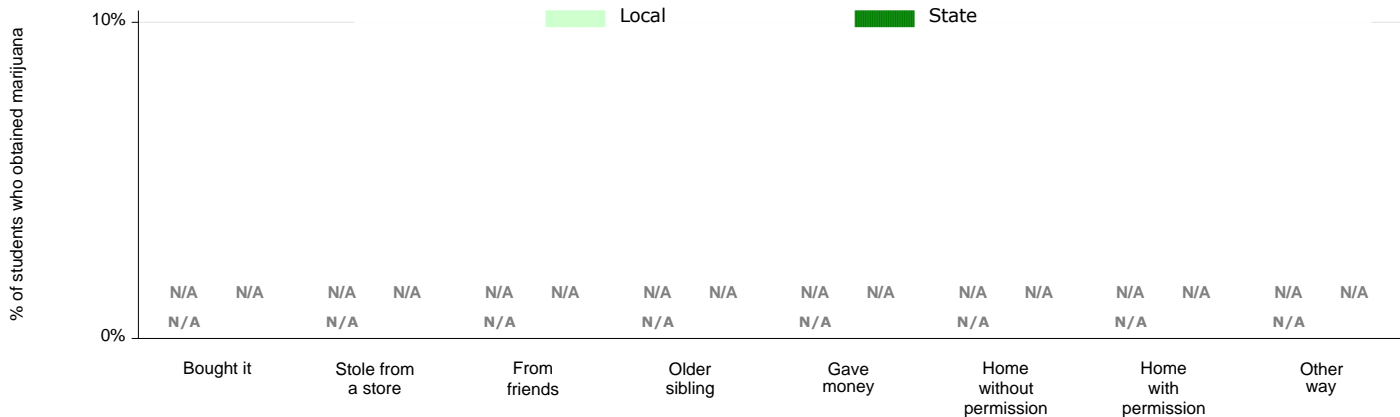 % of students who obtained marijuana
10%
Local
State
N/A N/A N/A N/A N/A N/A N/A N/A N/A N/A N/A N/A N/A N/A N/A N/A
N/A N/A N/A N/A N/A N/A N/A N/A
0%
Bought it
Stole from
a store
From
friends
Older
sibling
Gave
money
Home
without
permission
Home
with
permission
Other
way